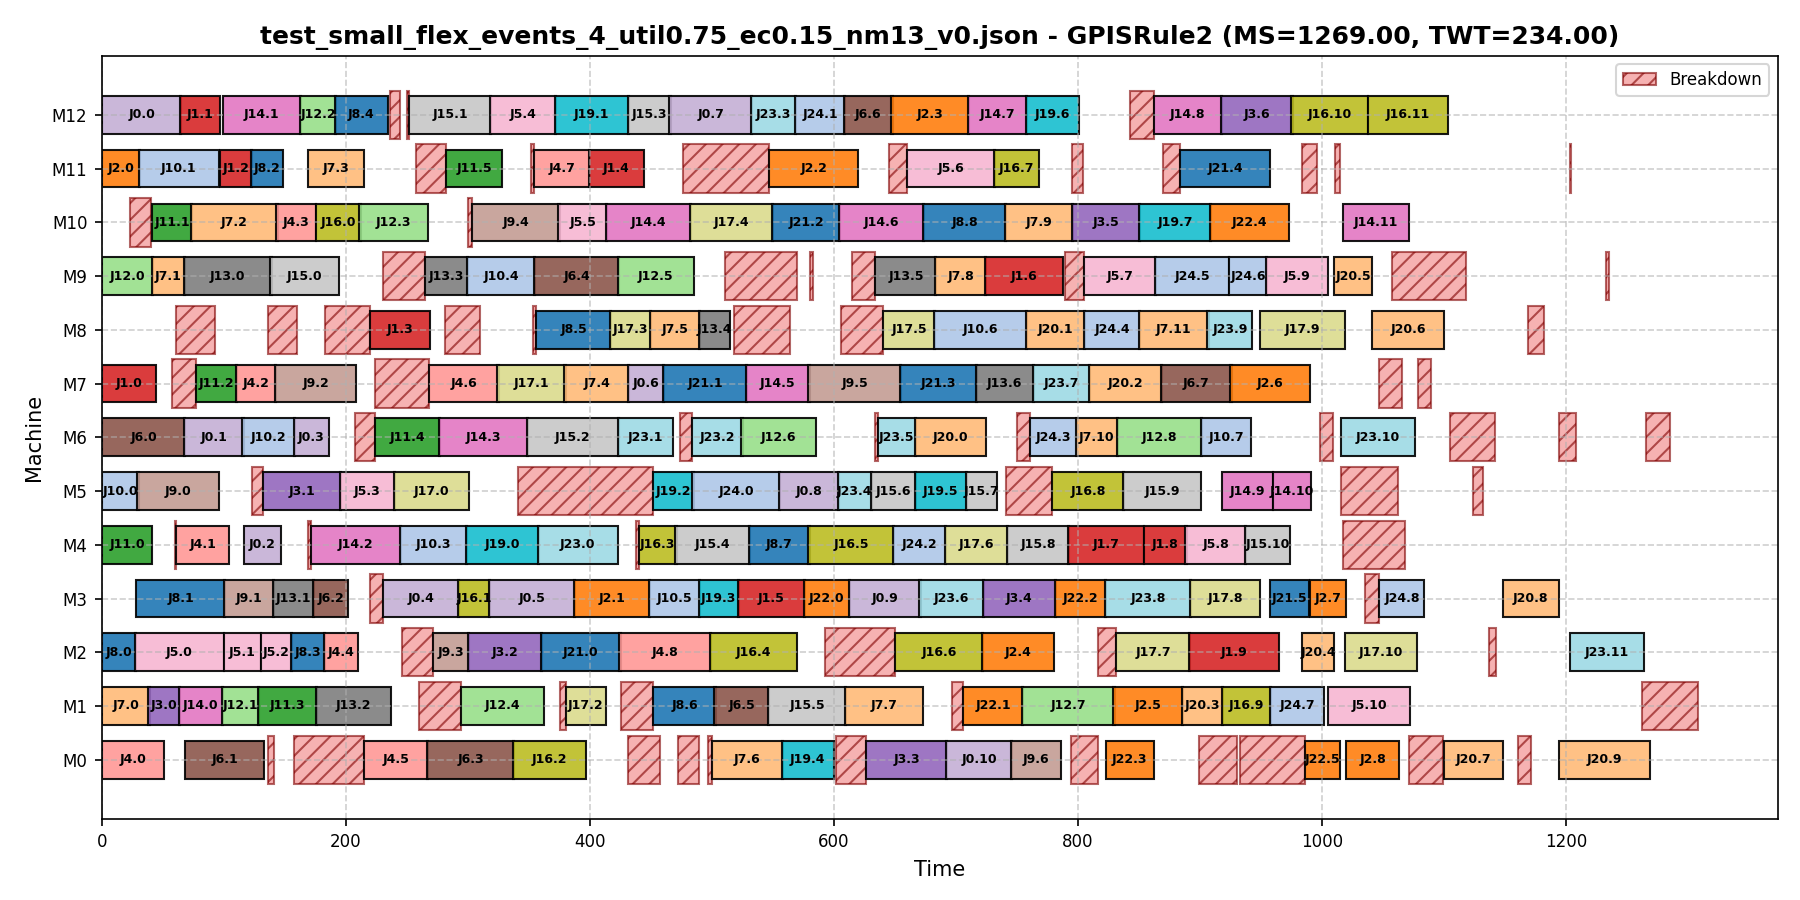 test_small_flex_events_4_util0.75_ec0.15_nm13_v0.json - GPISRule2 (MS=1269.00, TWT=234.00)
Breakdown
M12 J0.0 J1.1 J14.1 J12.2 J8.4 J15.1 J5.4 J19.1 J15.3 J0.7 J23.3 J24.1 J6.6 J2.3 J14.7 J19.6 J14.8 J3.6 J16.10 J16.11
M11 J2.0 J10.1 J1.2 J8.2 J7.3 J11.5 J4.7 J1.4 J2.2 J5.6 J16.7 J21.4
M10 J11.1 J7.2 J4.3 J16.0 J12.3 J9.4 J5.5 J14.4 J17.4 J21.2 J14.6 J8.8 J7.9 J3.5 J19.7 J22.4 J14.11
M9 J12.0 J7.1 J13.0 J15.0 J13.3 J10.4 J6.4 J12.5 J13.5 J7.8 J1.6 J5.7 J24.5 J24.6 J5.9 J20.5
M8 J1.3 J8.5 J17.3 J7.5 J13.4 J17.5 J10.6 J20.1 J24.4 J7.11 J23.9 J17.9 J20.6
M7 J1.0 J11.2 J4.2 J9.2 J4.6 J17.1 J7.4 J0.6 J21.1 J14.5 J9.5 J21.3 J13.6 J23.7 J20.2 J6.7 J2.6
M6 J6.0 J0.1 J10.2 J0.3 J11.4 J14.3 J15.2 J23.1 J23.2 J12.6 J23.5 J20.0 J24.3 J7.10 J12.8 J10.7 J23.10
M5 J10.0 J9.0 J3.1 J5.3 J17.0 J19.2 J24.0 J0.8 J23.4 J15.6 J19.5 J15.7 J16.8 J15.9 J14.9 J14.10
M4 J11.0 J4.1 J0.2 J14.2 J10.3 J19.0 J23.0 J16.3 J15.4 J8.7 J16.5 J24.2 J17.6 J15.8 J1.7 J1.8 J5.8 J15.10
M3 J8.1 J9.1 J13.1 J6.2 J0.4 J16.1 J0.5 J2.1 J10.5 J19.3 J1.5 J22.0 J0.9 J23.6 J3.4 J22.2 J23.8 J17.8 J21.5 J2.7 J24.8 J20.8
M2 J8.0 J5.0 J5.1 J5.2 J8.3 J4.4 J9.3 J3.2 J21.0 J4.8 J16.4 J16.6 J2.4 J17.7 J1.9 J20.4 J17.10 J23.11
M1 J7.0 J3.0 J14.0 J12.1 J11.3 J13.2 J12.4 J17.2 J8.6 J6.5 J15.5 J7.7 J22.1 J12.7 J2.5 J20.3 J16.9 J24.7 J5.10
M0 J4.0 J6.1 J4.5 J6.3 J16.2 J7.6 J19.4 J3.3 J0.10 J9.6 J22.3 J22.5 J2.8 J20.7 J20.9
0 200 400 600 800 1000 1200
Time
Machine